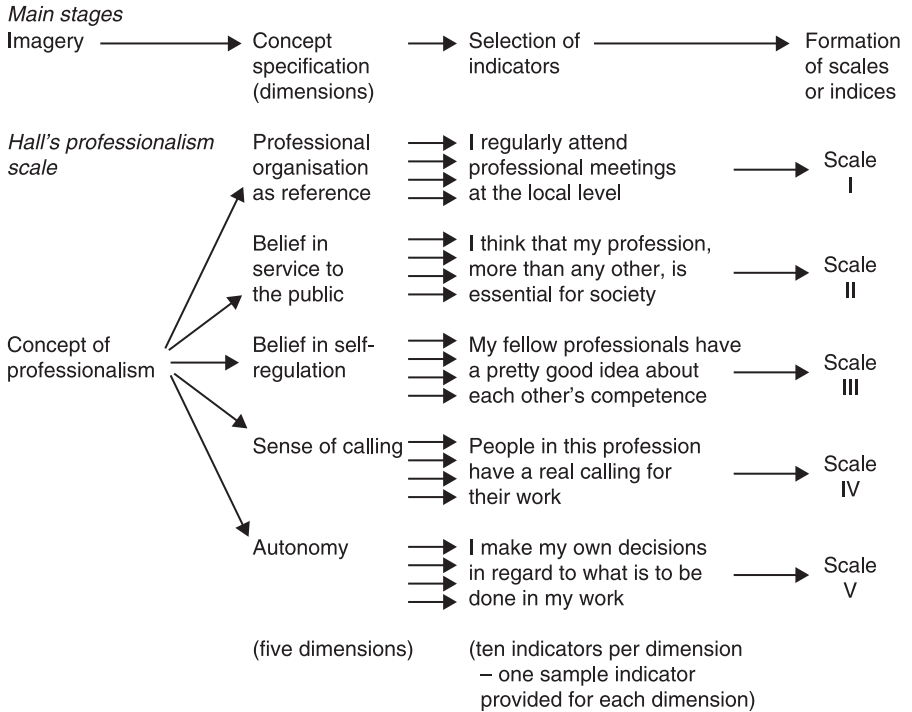 Main stages
Imagery
Concept
specification
(dimensions)
Selection of
indicators
Formation
of scales
or indices
Hall's professionalism
scale
Concept of
professionalism
Professional
organisation
as reference
I regularly attend
professional meetings
at the local level
Scale
I
Belief in
service to
the public
I think that my profession,
more than any other, is
essential for society
Scale
II
Belief in self-
regulation
My fellow professionals have
a pretty good idea about
each other's competence
Scale
III
Sense of calling
People in this profession
have a real calling for
their work
Scale
IV
Autonomy
I make my own decisions
in regard to what is to be
done in my work
Scale
V
(five dimensions)
(ten indicators per dimension
– one sample indicator
provided for each dimension)